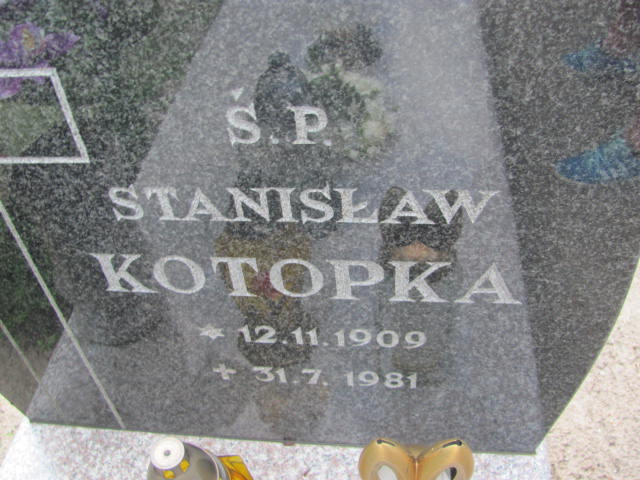 Ś.P.
STANISŁAW
KOTOPKA
* 12.11.1909
+ 31.7. 1981